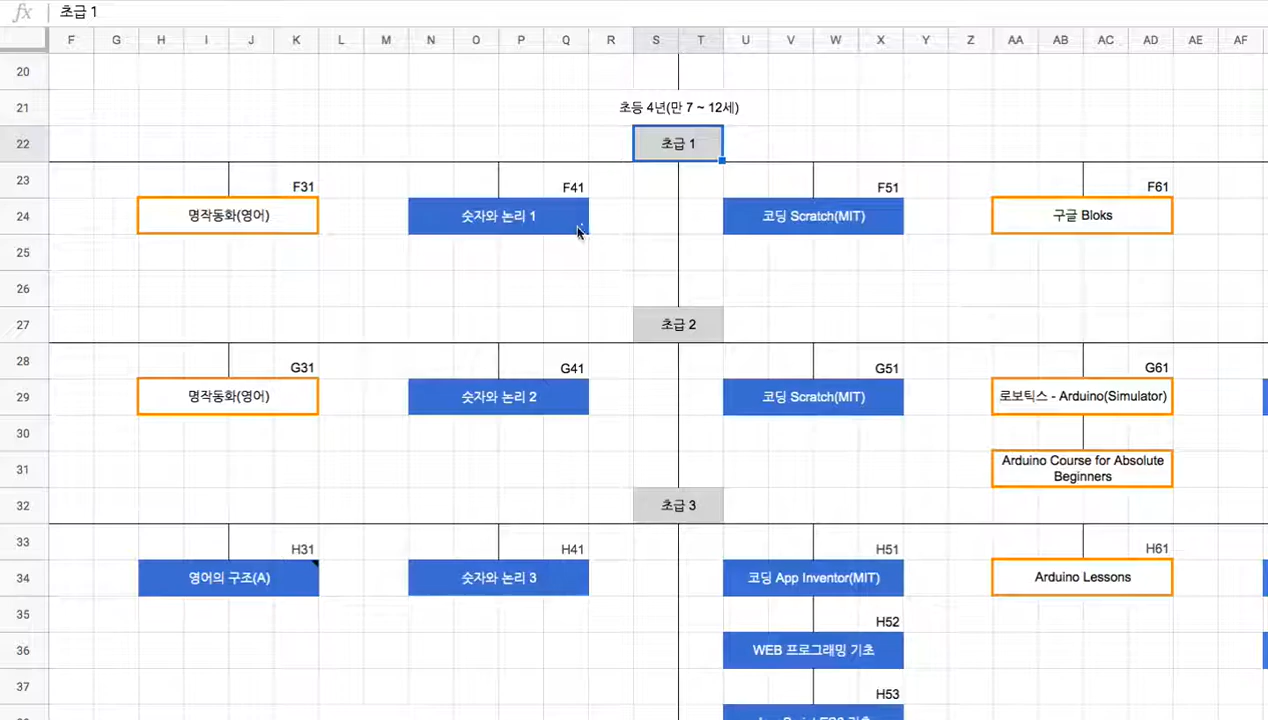 fx 초급 1
F G H I J K L M N O P Q R S T U V W X Y Z AA AB AC AD AE AF
20
21 초등 4년(만 7 ~ 12세)
22 초급 1
23 F31 F41 F51 F61
24 명작동화(영어) 숫자와 논리 1 코딩 Scratch(MIT) 구글 Bloks
25
26
27 초급 2
28 G31 G41 G51 G61
29 명작동화(영어) 숫자와 논리 2 코딩 Scratch(MIT) 로보틱스 - Arduino(Simulator)
30
31 Arduino Course for Absolute
Beginners
32 초급 3
33 H31 H41 H51 H61
34 영어의 구조(A) 숫자와 논리 3 코딩 App Inventor(MIT) Arduino Lessons
35 H52
36 WEB 프로그래밍 기초
37 H53